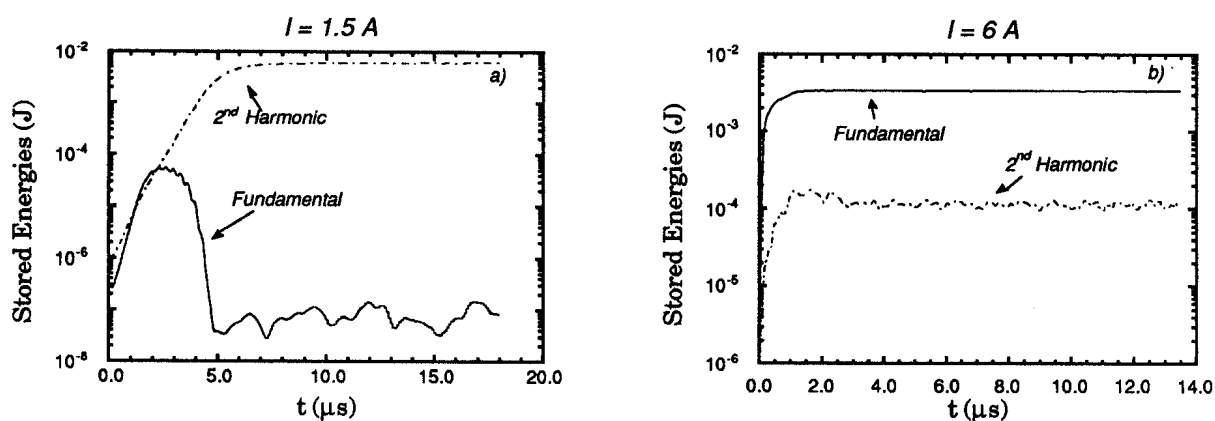 I = 1.5 A
10⁻²
10⁻⁴
10⁻⁶
10⁻⁸
Stored Energies (J)
a)
2nd Harmonic
Fundamental
0.0 5.0 10.0 15.0 20.0
t (μs)
I = 6 A
10⁻²
10⁻³
10⁻⁴
10⁻⁵
10⁻⁶
Stored Energies (J)
b)
Fundamental
2nd Harmonic
0.0 2.0 4.0 6.0 8.0 10.0 12.0 14.0
t (μs)